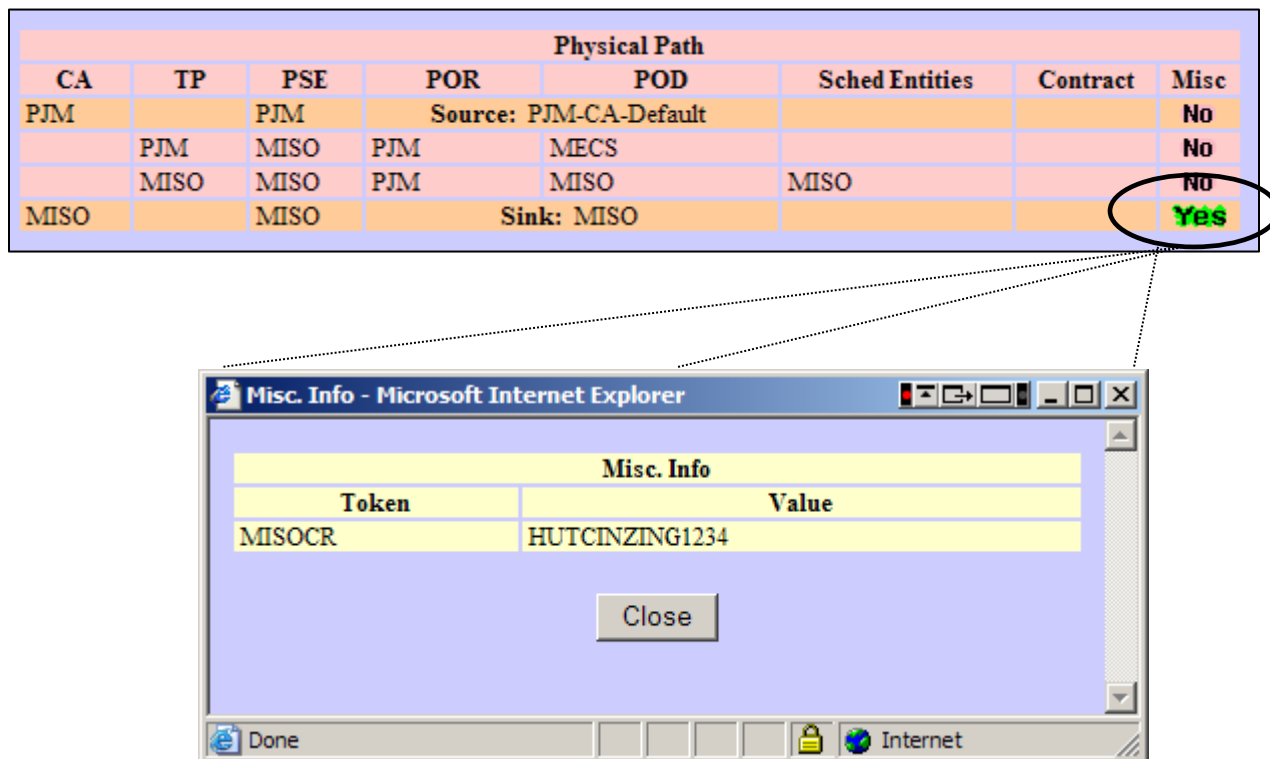 Physical Path
CA TP PSE POR POD Sched Entities Contract Misc
PJM PJM Source: PJM-CA-Default No
PJM MISO PJM MECS No
MISO MISO PJM MISO MISO No
MISO MISO Sink: MISO Yes
Misc. Info - Microsoft Internet Explorer
Misc. Info
Token Value
MISOCR HUTCINZING1234
Close
Done Internet